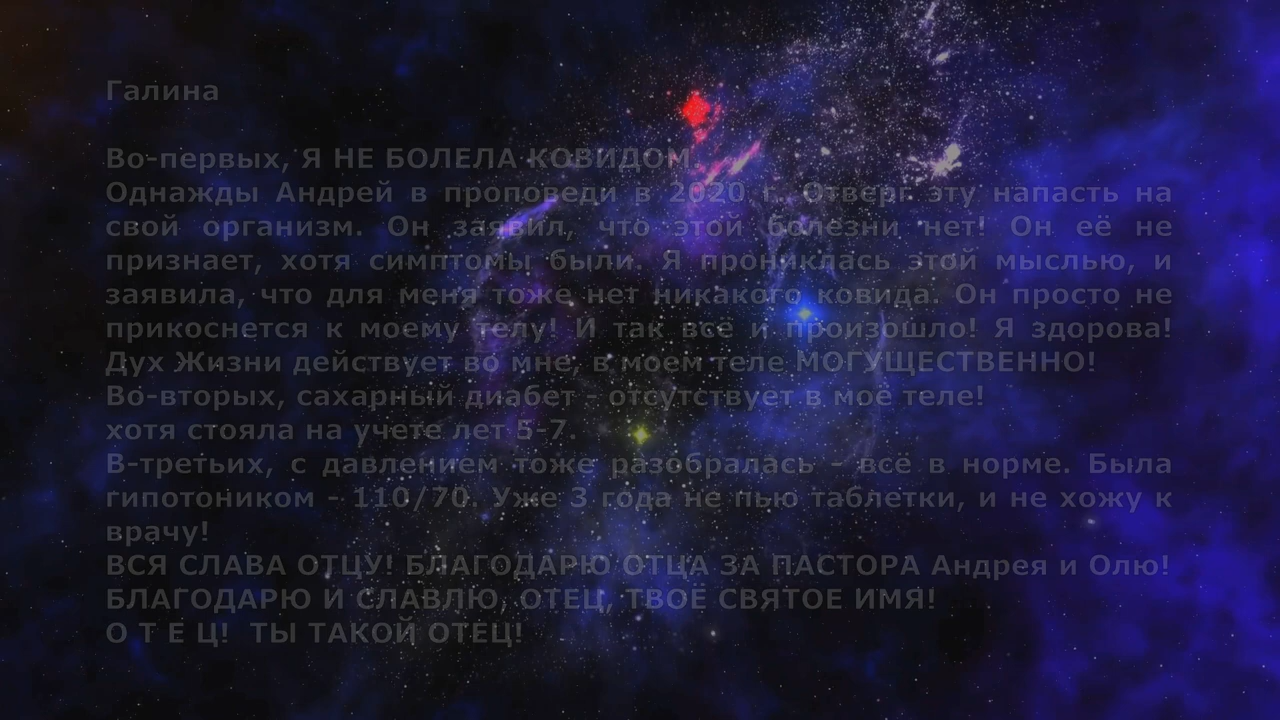 Галина
Во-первых, Я НЕ БОЛЕЛА КОВИДОМ.
Однажды Андрей в проповеди в 2020 г. Отверг эту напасть на
свой организм. Он заявил, что этой болезни нет! Он её не
признает, хотя симптомы были. Я прониклась этой мыслью, и
заявила, что для меня тоже нет никакого ковида. Он просто не
прикоснется к моему телу! И так всё и произошло! Я здорова!
Дух Жизни действует во мне, в моем теле МОГУЩЕСТВЕННО!
Во-вторых, сахарный диабет - отсутствует в моё теле!
хотя стояла на учете лет 5-7.
В-третьих, с давлением тоже разобралась – всё в норме. Была
гипотоником – 110/70. Уже 3 года не пью таблетки, и не хожу к
врачу!
ВСЯ СЛАВА ОТЦУ! БЛАГОДАРЮ ОТЦА ЗА ПАСТОРА Андрея и Олю!
БЛАГОДАРЮ И СЛАВЛЮ, ОТЕЦ, ТВОЕ СВЯТОЕ ИМЯ!
О Т Е Ц! ТЫ ТАКОЙ ОТЕЦ!